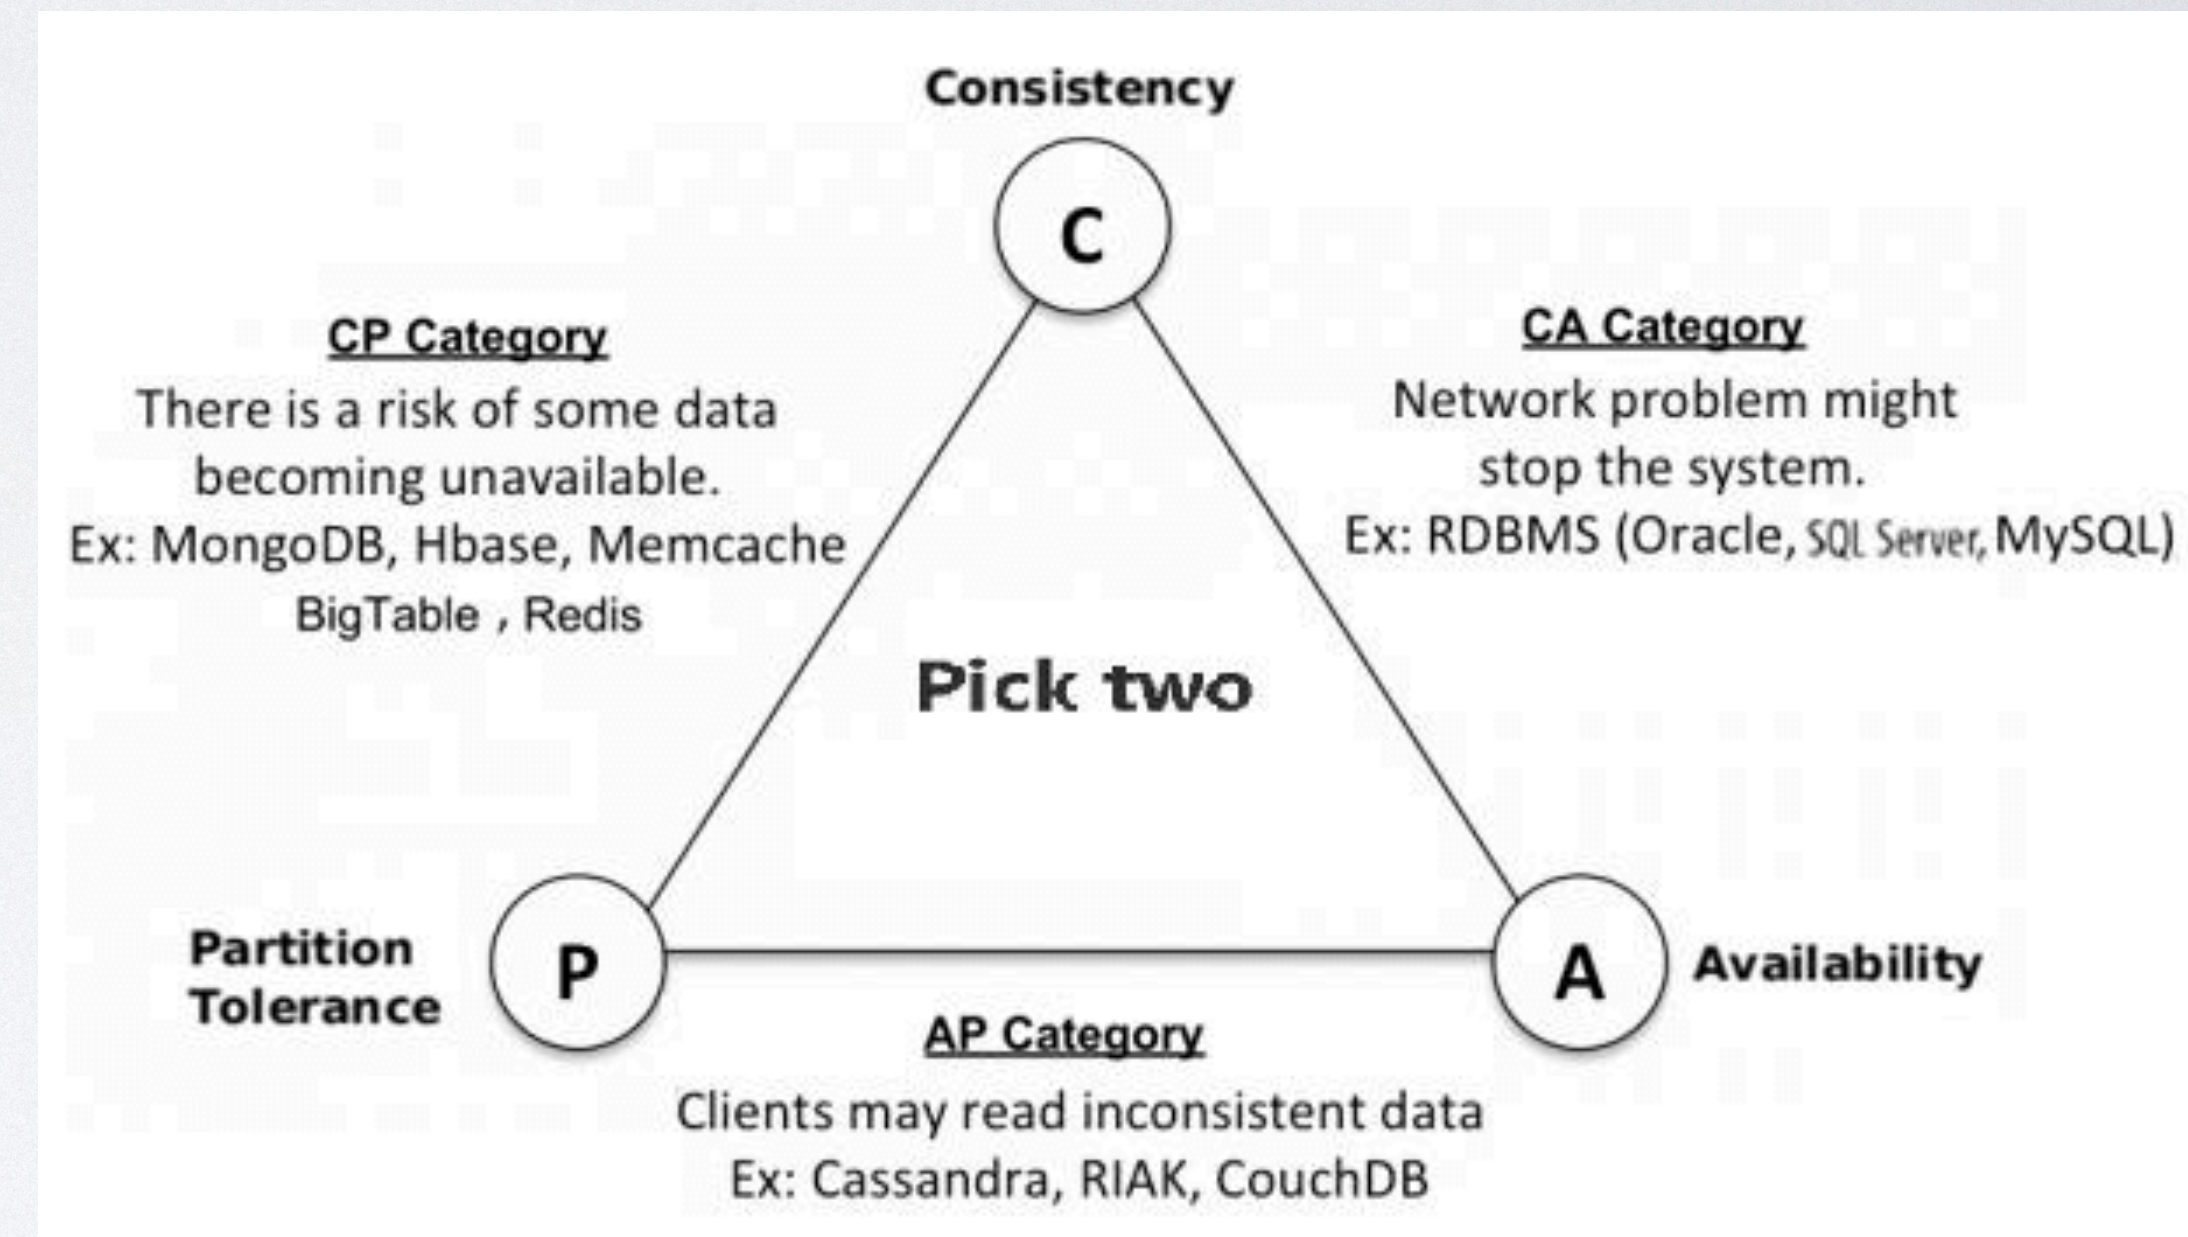 Consistency
C
CP Category
There is a risk of some data
becoming unavailable.
Ex: MongoDB, Hbase, Memcache
BigTable , Redis
CA Category
Network problem might
stop the system.
Ex: RDBMS (Oracle, SQL Server, MySQL)
Pick two
Partition
Tolerance
P
A
Availability
AP Category
Clients may read inconsistent data
Ex: Cassandra, RIAK, CouchDB